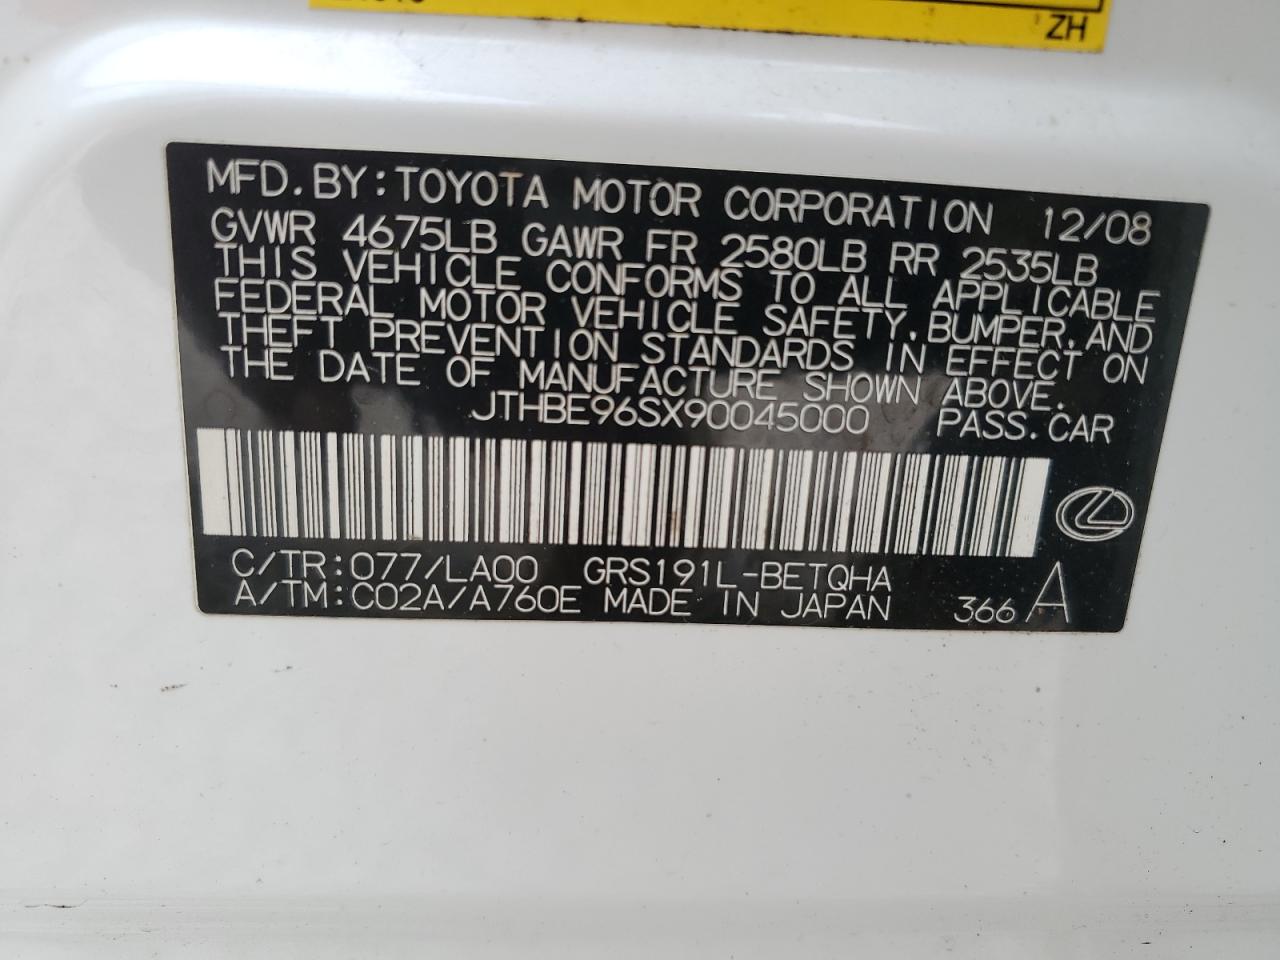 ZH
MFD.BY:TOYOTA MOTOR CORPORATION 12/08
GVWR 4675LB GAWR FR 2580LB RR 2535LB
THIS VEHICLE CONFORMS TO ALL APPLICABLE
FEDERAL MOTOR VEHICLE SAFETY,BUMPER,AND
THEFT PREVENTION STANDARDS IN EFFECT ON
THE DATE OF MANUFACTURE SHOWN ABOVE.
JTHBE96SX90045000 PASS.CAR
C/TR:077/LA00 GRS191L-BETQHA
A/TM:C02A/A760E MADE IN JAPAN 366 A